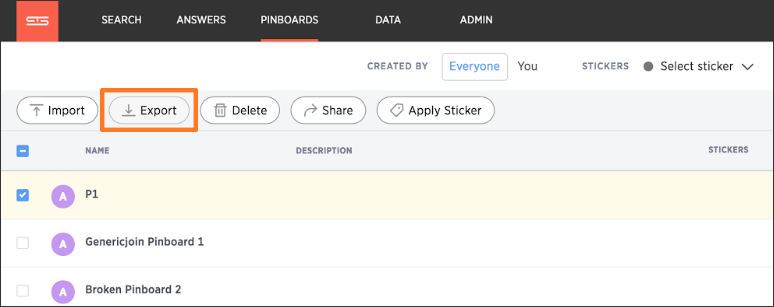 SEARCH ANSWERS PINBOARDS DATA ADMIN
CREATED BY Everyone You STICKERS Select sticker
Import Export Delete Share Apply Sticker
NAME DESCRIPTION STICKERS
A P1
A Genericjoin Pinboard 1
A Broken Pinboard 2